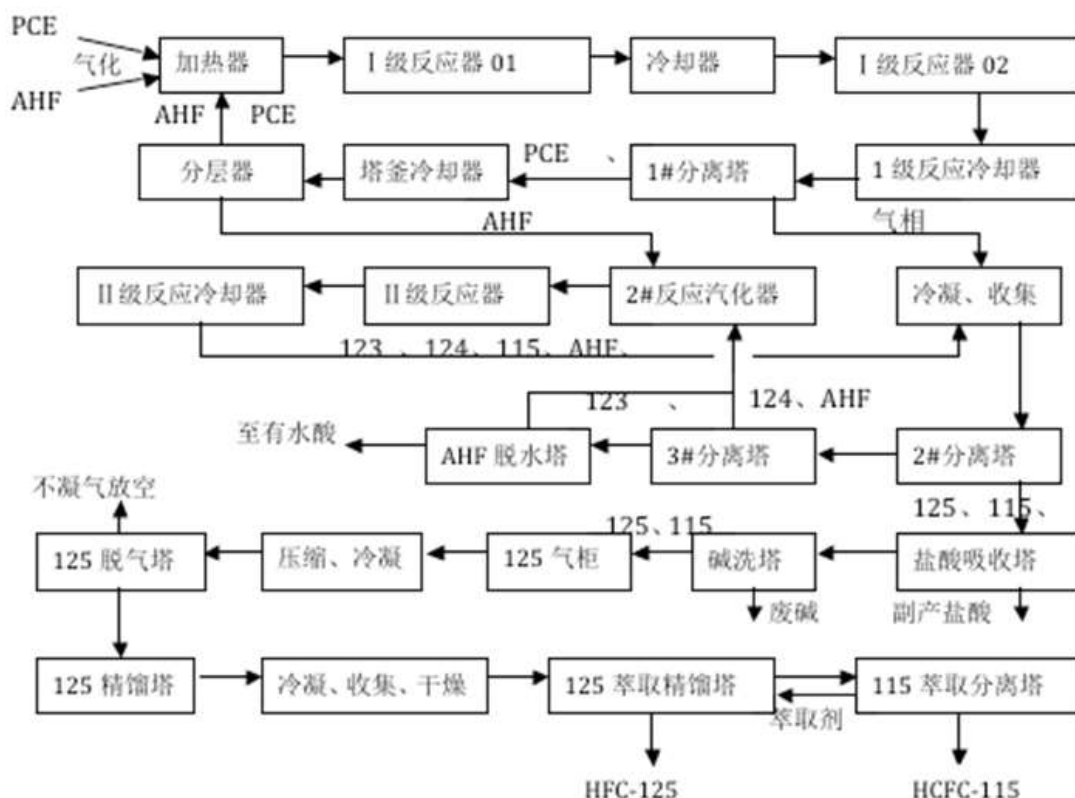 PCE
气化
AHF
加热器
Ⅰ级反应器 01
冷却器
Ⅰ级反应器 02
AHF PCE
分层器
塔釜冷却器
PCE 、
1#分离塔
1 级反应冷却器
AHF
气相
Ⅱ级反应冷却器
Ⅱ级反应器
2#反应汽化器
冷凝、收集
123 、124、115、AHF、
123 、
124、AHF
至有水酸
AHF 脱水塔
3#分离塔
2#分离塔
不凝气放空
125、115
125、115、
125 脱气塔
压缩、冷凝
125 气柜
碱洗塔
盐酸吸收塔
废碱
副产盐酸
125 精馏塔
冷凝、收集、干燥
125 萃取精馏塔
115 萃取分离塔
萃取剂
HFC-125
HCFC-115